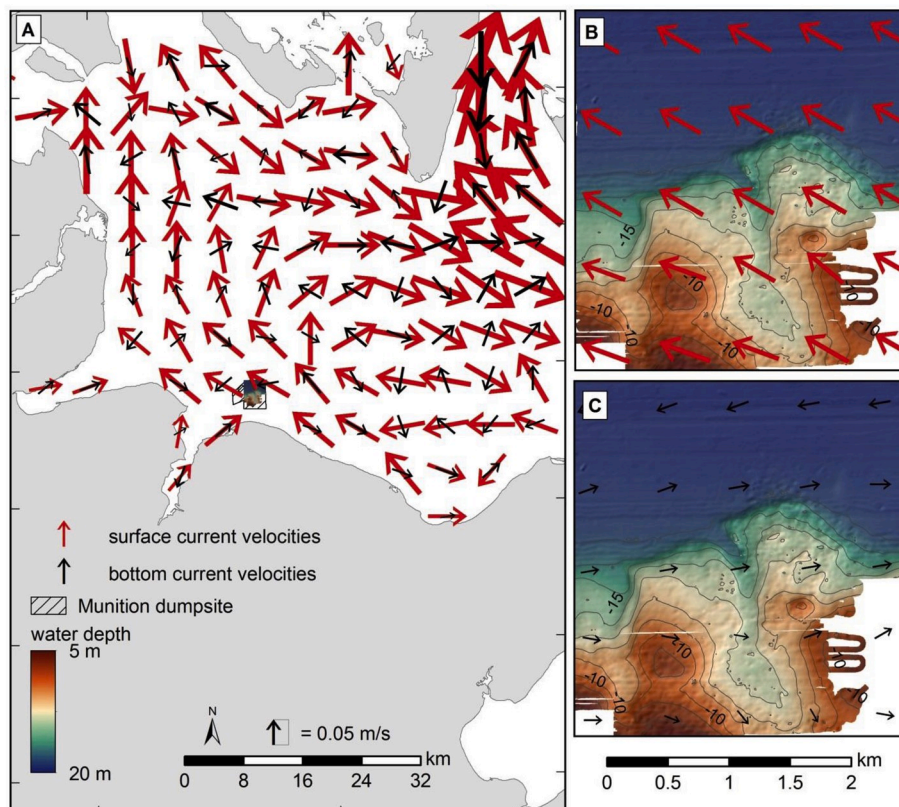 A
surface current velocities
bottom current velocities
Munition dumpsite
water depth
5 m
20 m
N
= 0.05 m/s
km
0 8 16 24 32
B
-15
-10
-10
-10
-10
-10
-10
C
-15
-10
-10
-10
-10
-10
-10
km
0 0.5 1 1.5 2